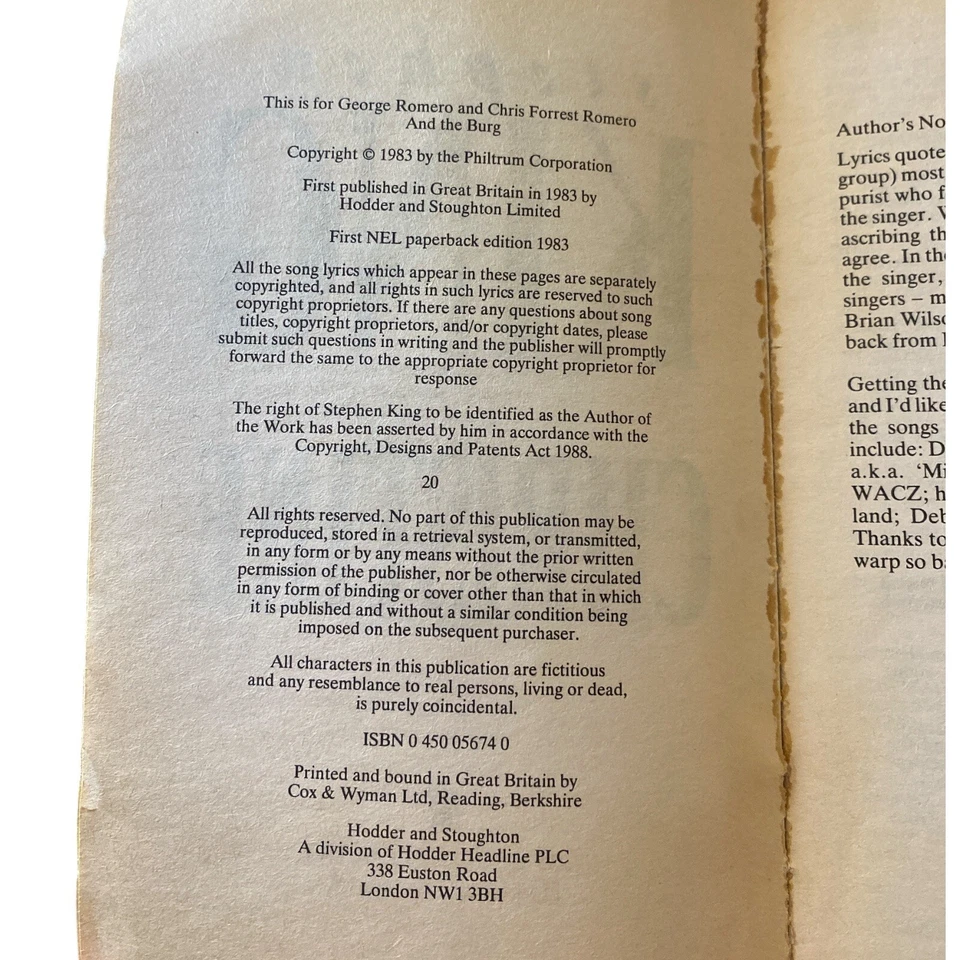 This is for George Romero and Chris Forrest Romero
And the Burg
Copyright © 1983 by the Philtrum Corporation
First published in Great Britain in 1983 by
Hodder and Stoughton Limited
First NEL paperback edition 1983
All the song lyrics which appear in these pages are separately
copyrighted, and all rights in such lyrics are reserved to such
copyright proprietors. If there are any questions about song
titles, copyright proprietors, and/or copyright dates, please
submit such questions in writing and the publisher will promptly
forward the same to the appropriate copyright proprietor for
response
The right of Stephen King to be identified as the Author of
the Work has been asserted by him in accordance with the
Copyright, Designs and Patents Act 1988.
20
All rights reserved. No part of this publication may be
reproduced, stored in a retrieval system, or transmitted,
in any form or by any means without the prior written
permission of the publisher, nor be otherwise circulated
in any form of binding or cover other than that in which
it is published and without a similar condition being
imposed on the subsequent purchaser.
All characters in this publication are fictitious
and any resemblance to real persons, living or dead,
is purely coincidental.
ISBN 0 450 05674 0
Printed and bound in Great Britain by
Cox & Wyman Ltd, Reading, Berkshire
Hodder and Stoughton
A division of Hodder Headline PLC
338 Euston Road
London NW1 3BH
Author's No
Lyrics quote
group) most
purist who f
the singer.
ascribing th
agree. In th
the singer,
singers – m
Brian Wils
back from
Getting the
and I'd like
the songs
include: D
a.k.a. 'Mi
WACZ; h
land; Deb
Thanks to
warp so b